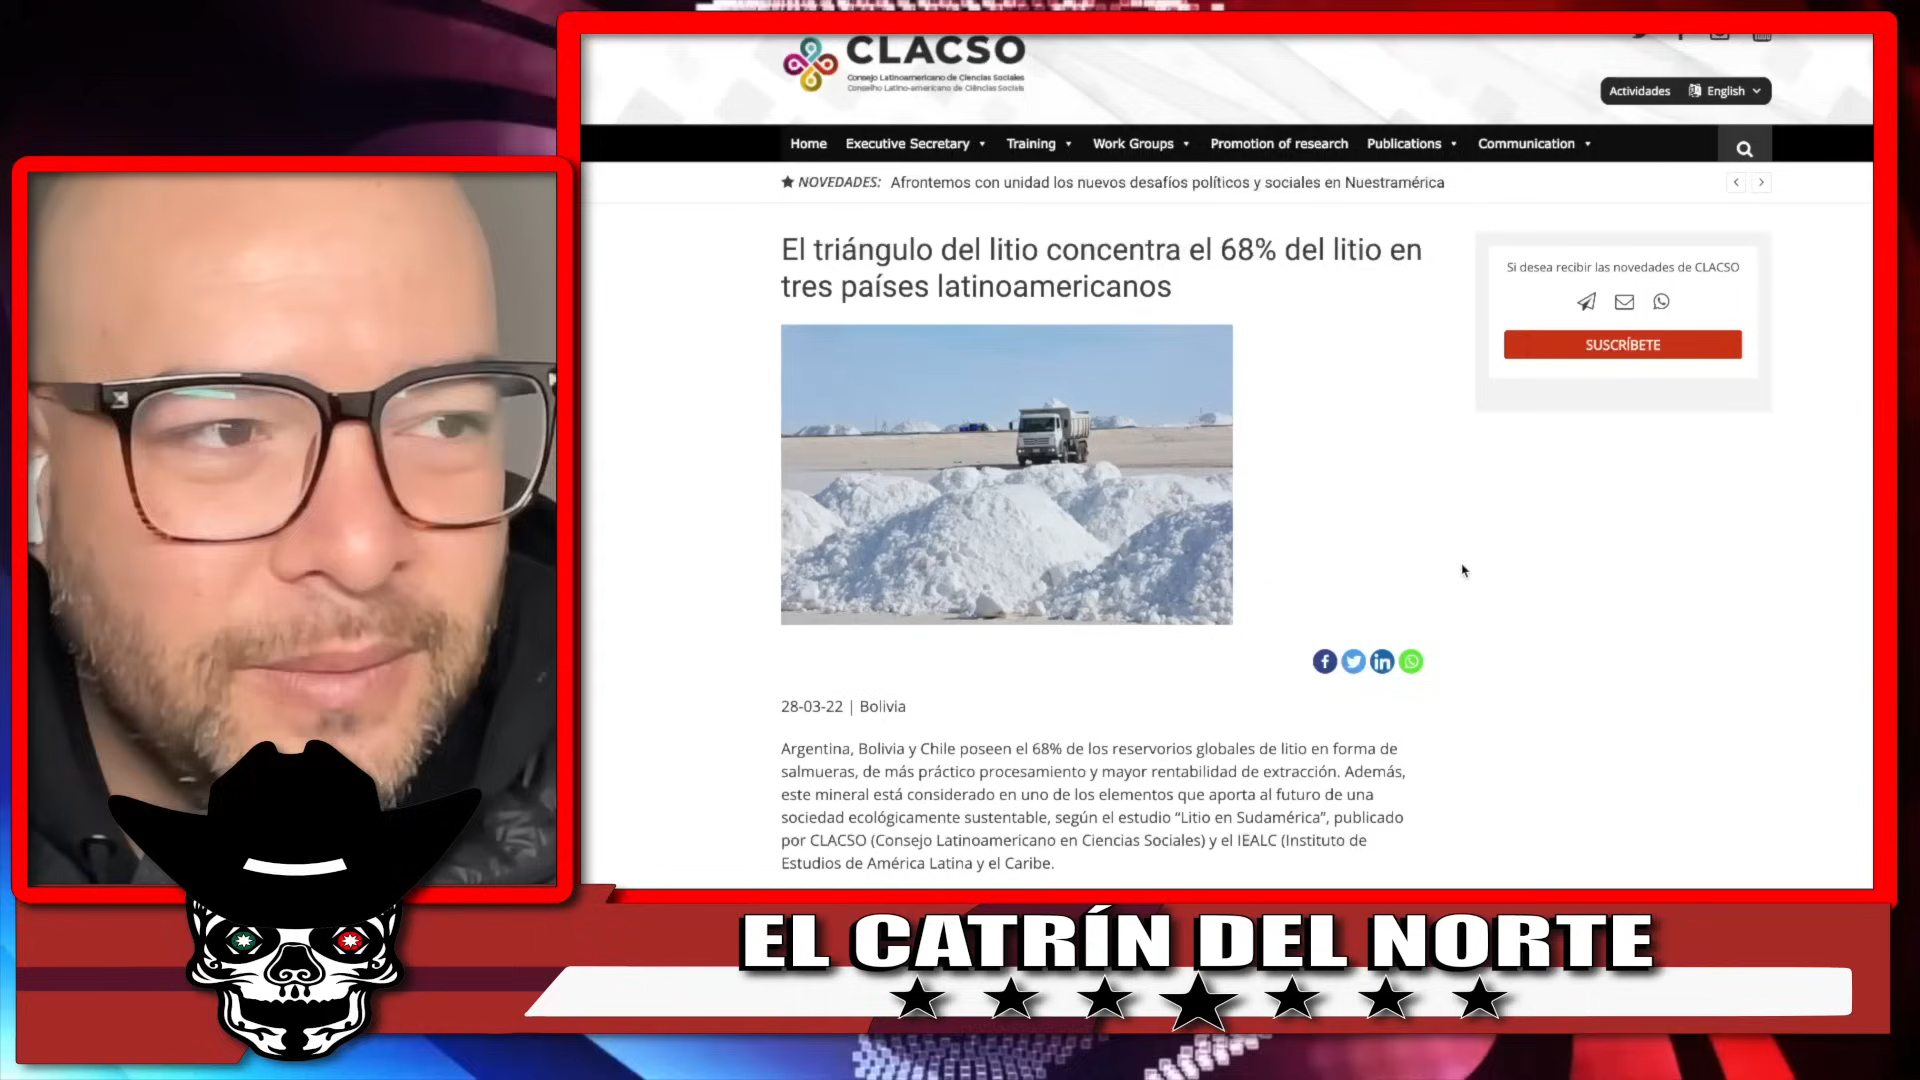 CLACSO
Consejo Latinoamericano de Ciencias Sociales
Conselho Latino-americano de Ciências Sociais
Actividades English
Home Executive Secretary Training Work Groups Promotion of research Publications Communication
NOVEDADES: Afrontemos con unidad los nuevos desafíos políticos y sociales en Nuestramérica
El triángulo del litio concentra el 68% del litio en
tres países latinoamericanos
Si desea recibir las novedades de CLACSO
SUSCRÍBETE
28-03-22 | Bolivia
Argentina, Bolivia y Chile poseen el 68% de los reservorios globales de litio en forma de
salmueras, de más práctico procesamiento y mayor rentabilidad de extracción. Además,
este mineral está considerado en uno de los elementos que aporta al futuro de una
sociedad ecológicamente sustentable, según el estudio “Litio en Sudamérica”, publicado
por CLACSO (Consejo Latinoamericano en Ciencias Sociales) y el IEALC (Instituto de
Estudios de América Latina y el Caribe.
EL CATRÍN DEL NORTE